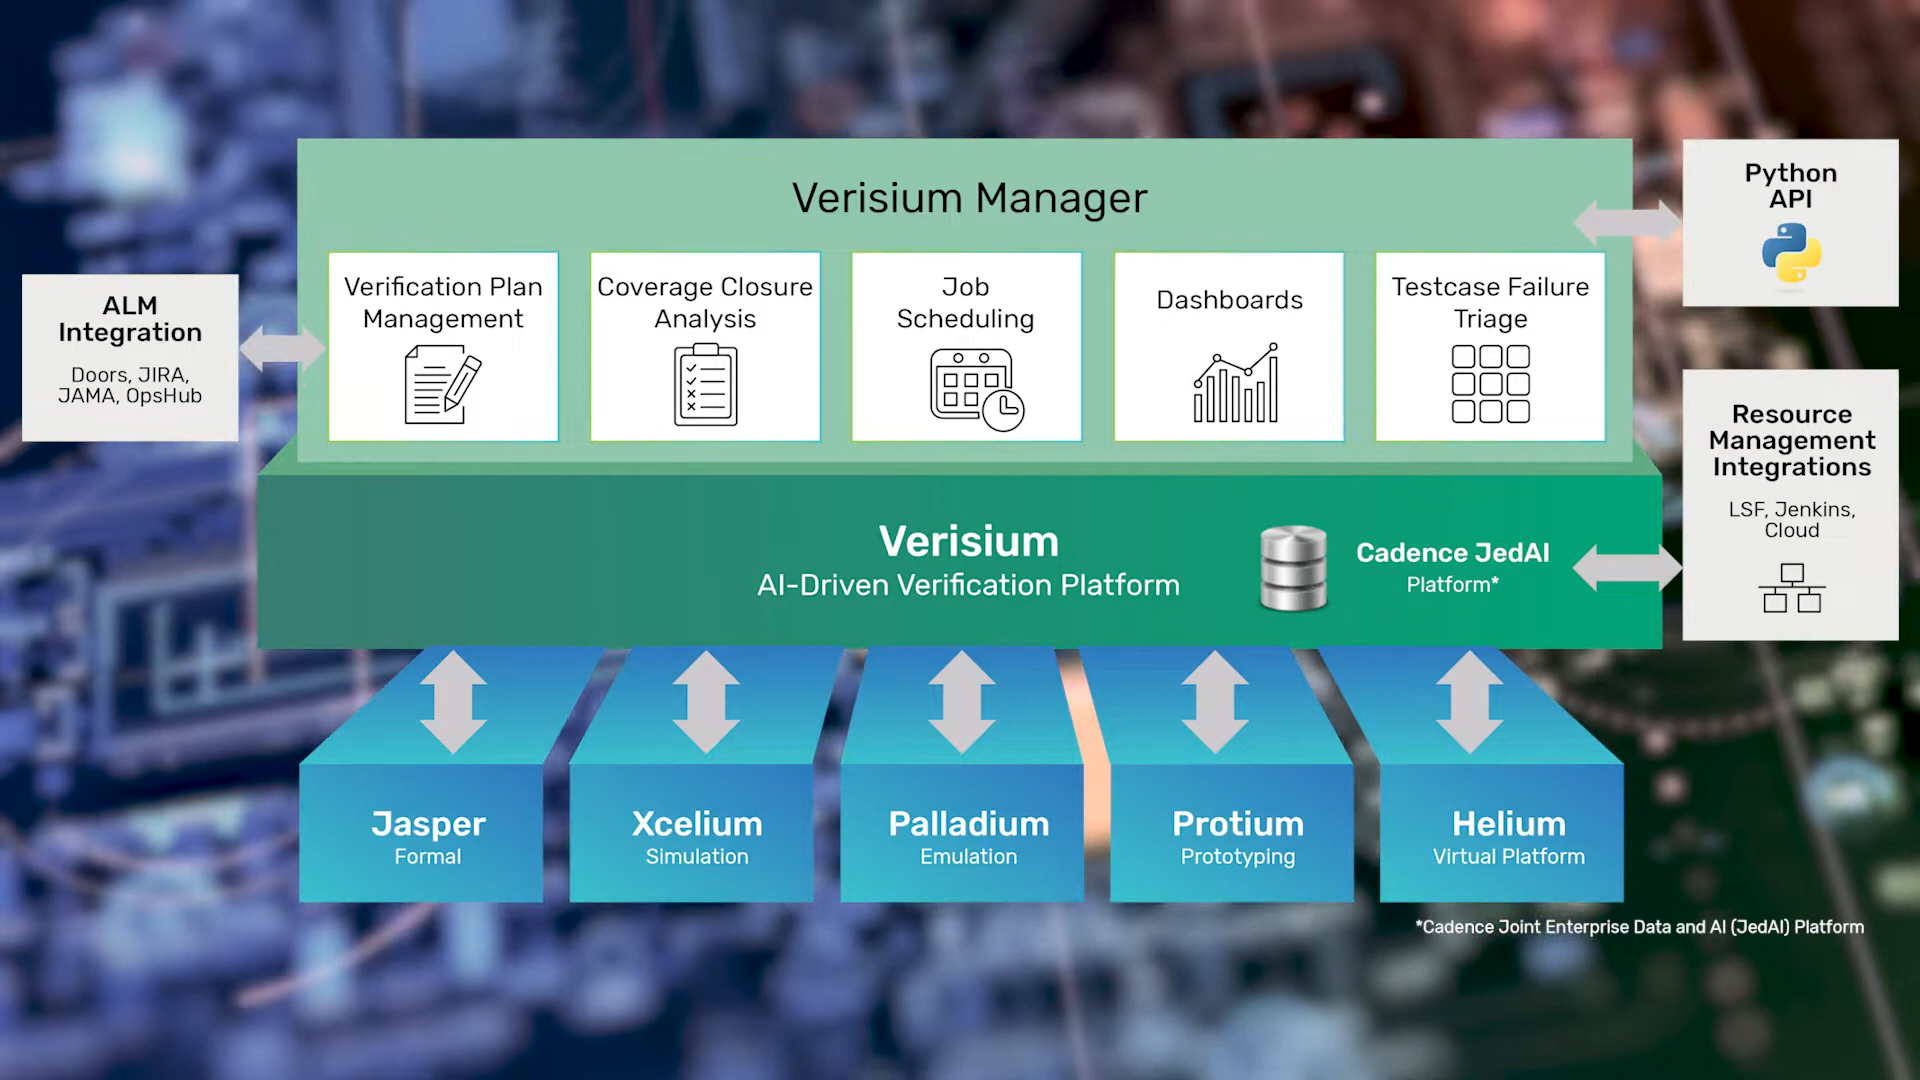 Verisium Manager
Python
API
ALM
Integration
Doors, JIRA,
JAMA, OpsHub
Verification Plan
Management
Coverage Closure
Analysis
Job
Scheduling
Dashboards
Testcase Failure
Triage
Resource
Management
Integrations
LSF, Jenkins,
Cloud
Verisium
AI-Driven Verification Platform
Cadence JedAI
Platform*
Jasper
Formal
Xcelium
Simulation
Palladium
Emulation
Protium
Prototyping
Helium
Virtual Platform
*Cadence Joint Enterprise Data and AI (JedAI) Platform